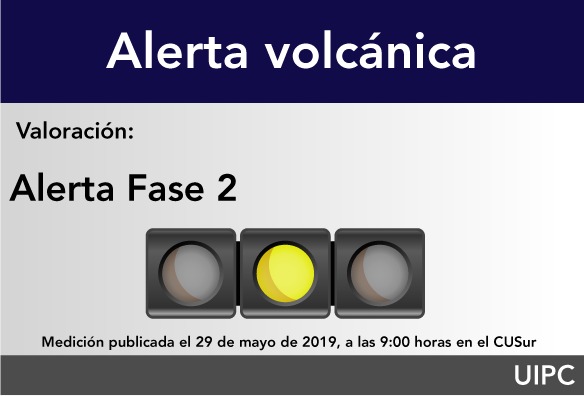 Alerta volcánica
Valoración:
Alerta Fase 2
Medición publicada el 29 de mayo de 2019, a las 9:00 horas en el CUSur
UIPC